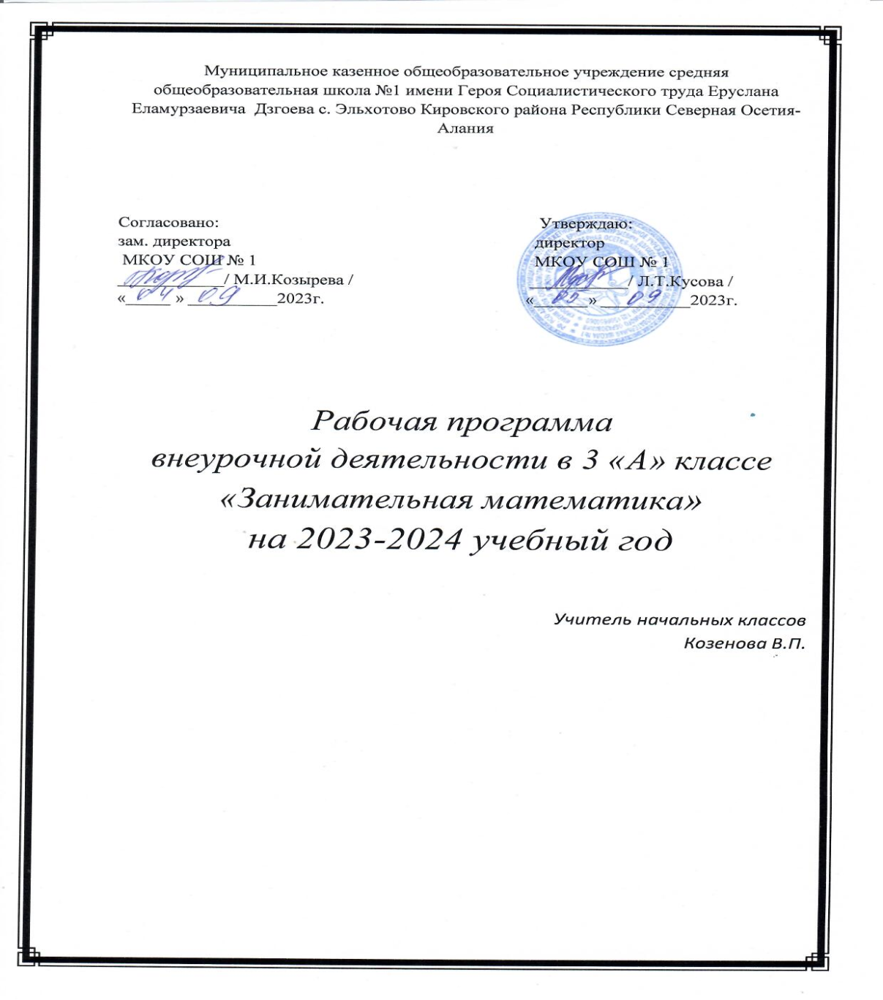 Муниципальное казенное общеобразовательное учреждение средняя
общеобразовательная школа №1 имени Героя Социалистического труда Еруслана
Еламурзаевича Дзгоева с. Эльхотово Кировского района Республики Северная Осетия-
Алания
Согласовано:
зам. директора
МКОУ СОШ № 1
______________/ М.И.Козырева /
«04» 09 2023г.
Утверждаю:
директор
МКОУ СОШ № 1
_____________/ Л.Т.Кусова /
«05» 09 2023г.
Рабочая программа
внеурочной деятельности в 3 «А» классе
«Занимательная математика»
на 2023-2024 учебный год
Учитель начальных классов
Козенова В.П.